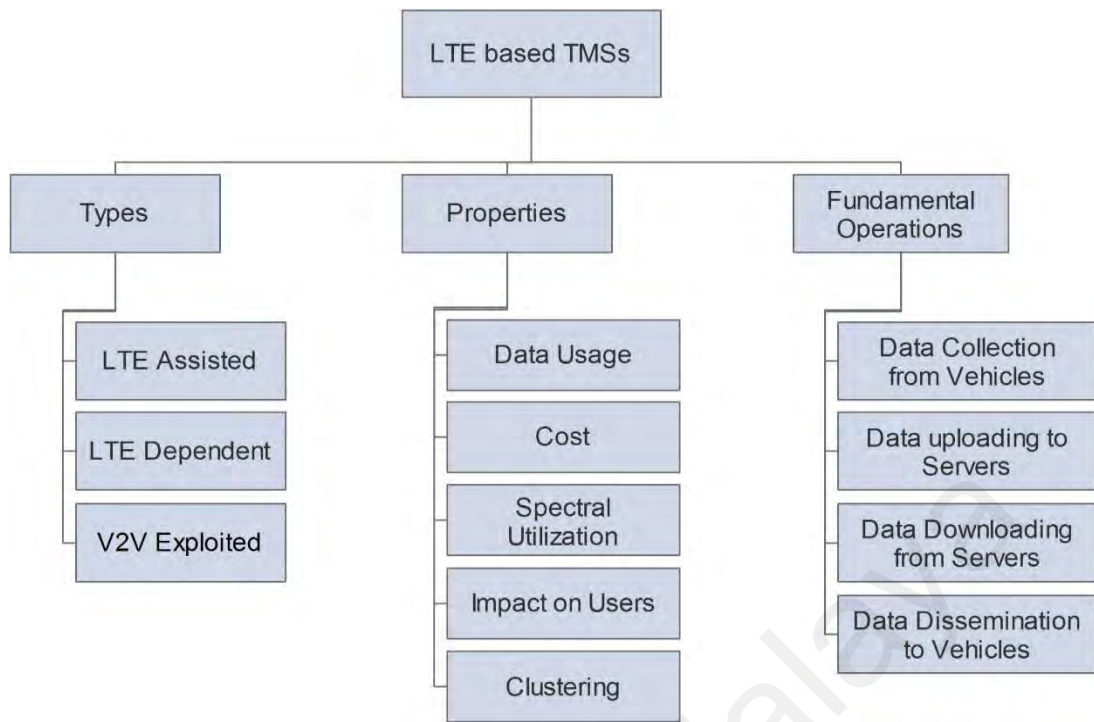 LTE based TMSs
Types
Properties
Fundamental
Operations
LTE Assisted
LTE Dependent
V2V Exploited
Data Usage
Cost
Spectral
Utilization
Impact on Users
Clustering
Data Collection
from Vehicles
Data uploading to
Servers
Data Downloading
from Servers
Data Dissemination
to Vehicles